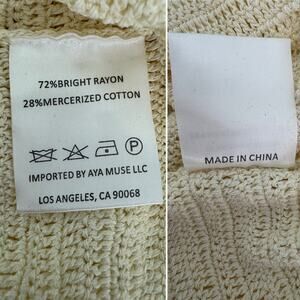 72%BRIGHT RAYON
28%MERCERIZED COTTON
P
IMPORTED BY AYA MUSE LLC
LOS ANGELES, CA 90068
MADE IN CHINA